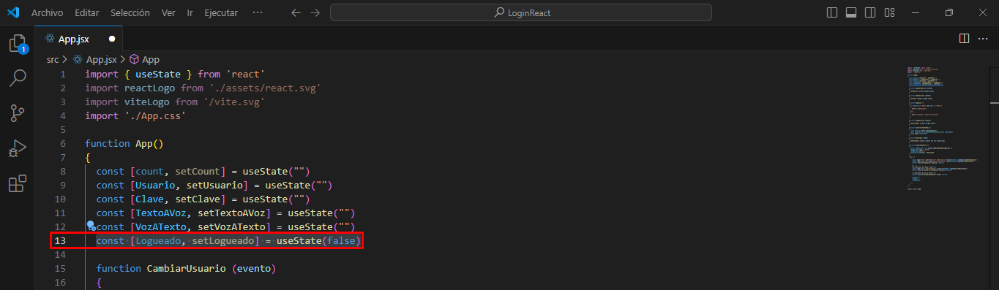 Archivo Editar Selección Ver Ir Ejecutar ··· LoginReact
1
App.jsx
src > App.jsx > App
1 import { useState } from 'react'
2 import reactLogo from './assets/react.svg'
3 import viteLogo from '/vite.svg'
4 import './App.css'
5
6 function App()
7 {
8 const [count, setCount] = useState("")
9 const [Usuario, setUsuario] = useState("")
10 const [Clave, setClave] = useState("")
11 const [TextoAVoz, setTextoAVoz] = useState("")
12 const [VozATexto, setVozATexto] = useState("")
13 const [Logueado, setLogueado] = useState(false)
14
15 function CambiarUsuario (evento)
16 {